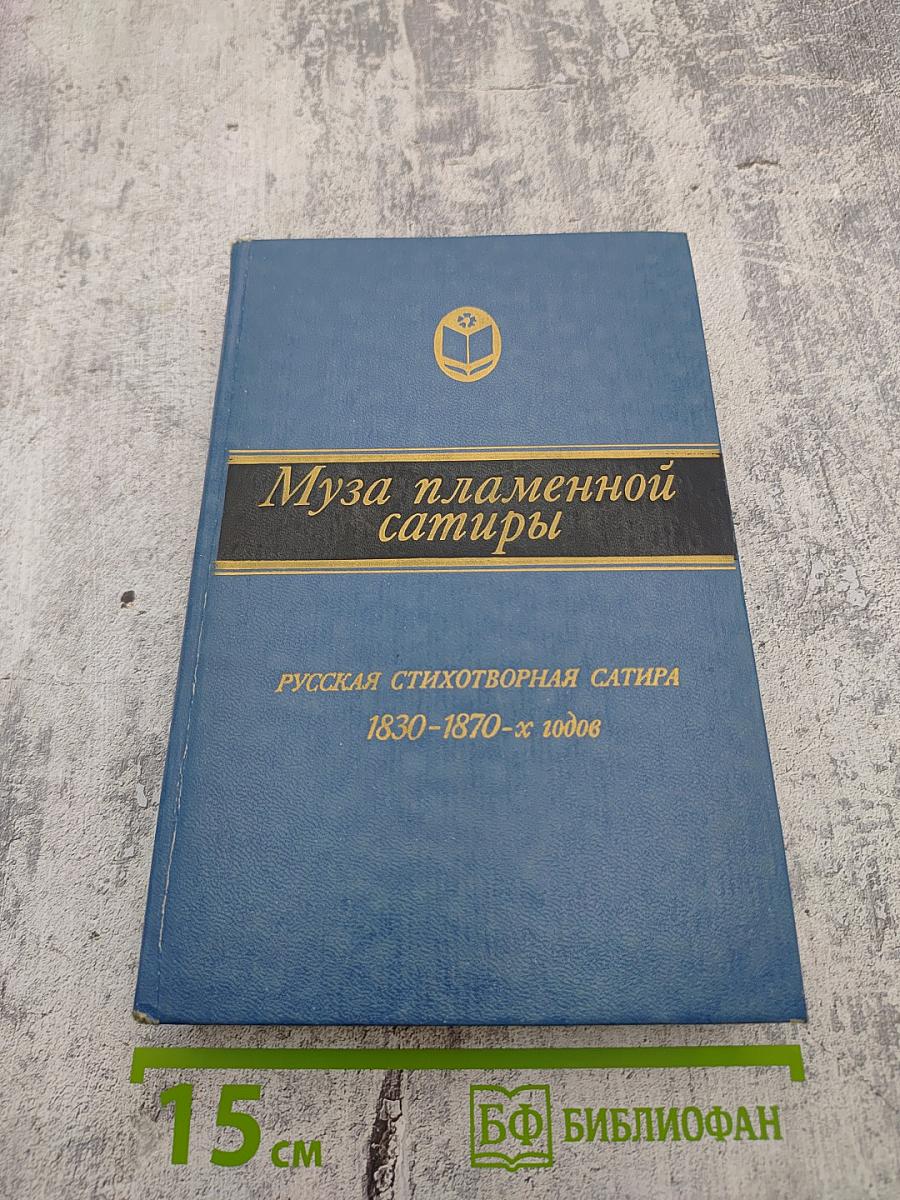 Муза пламенной
сатиры
РУССКАЯ СТИХОТВОРНАЯ САТИРА
1830-1870-х годов
15 см
БФ БИБЛИОФАН